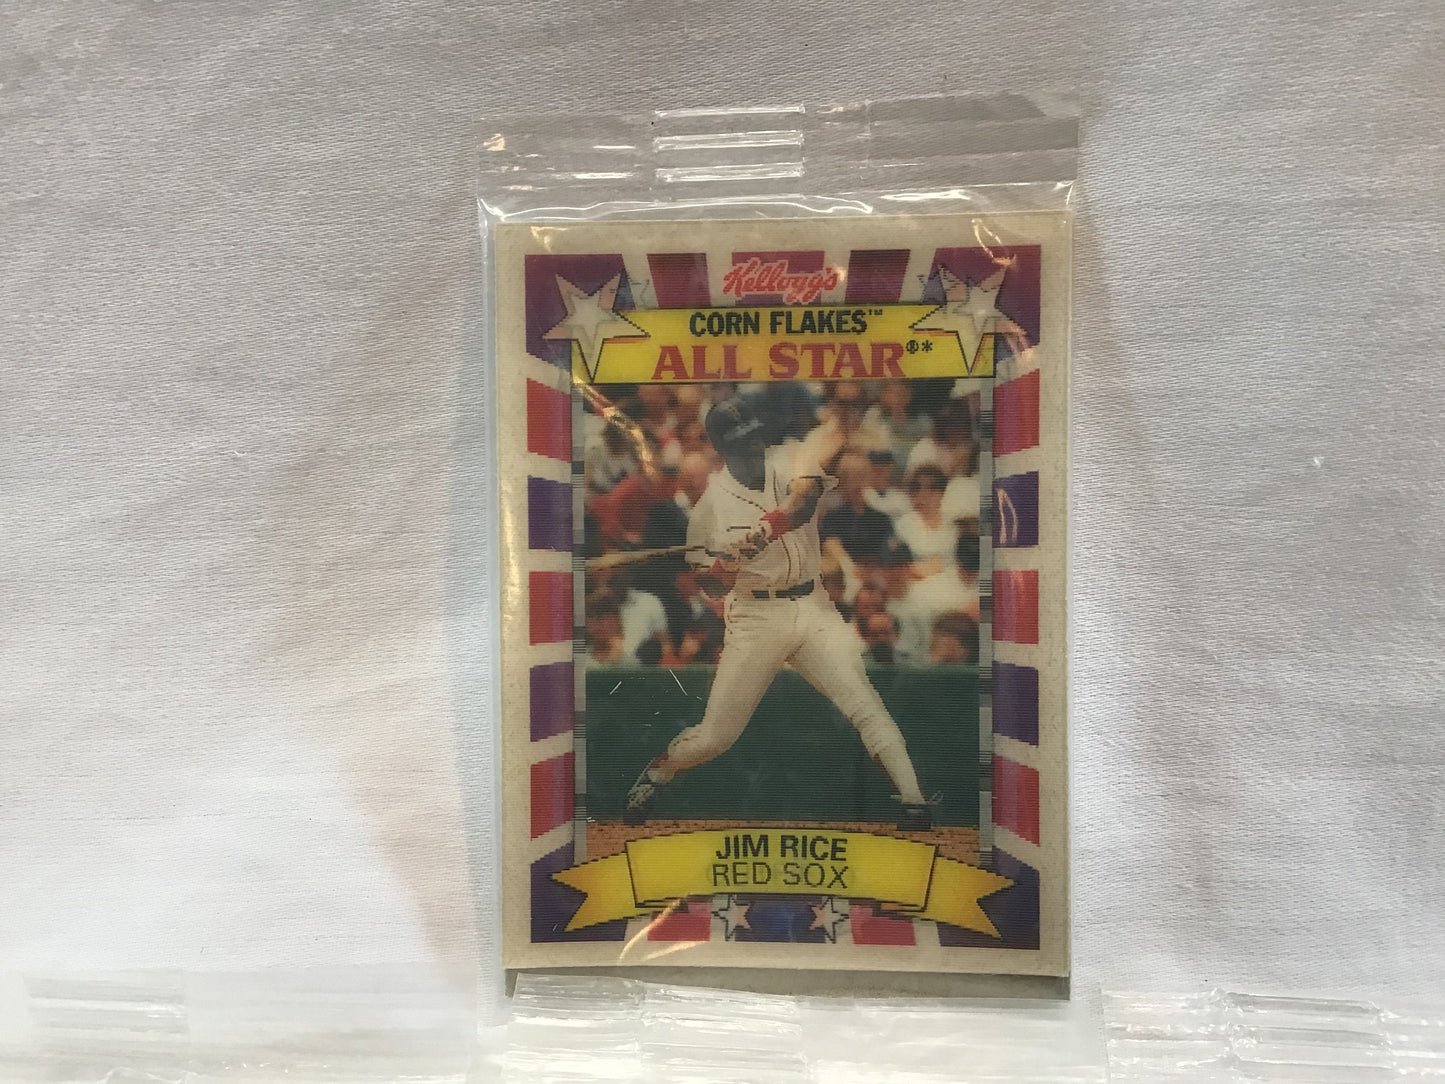 Kellogg's
CORN FLAKES™
ALL STAR®*
JIM RICE
RED SOX